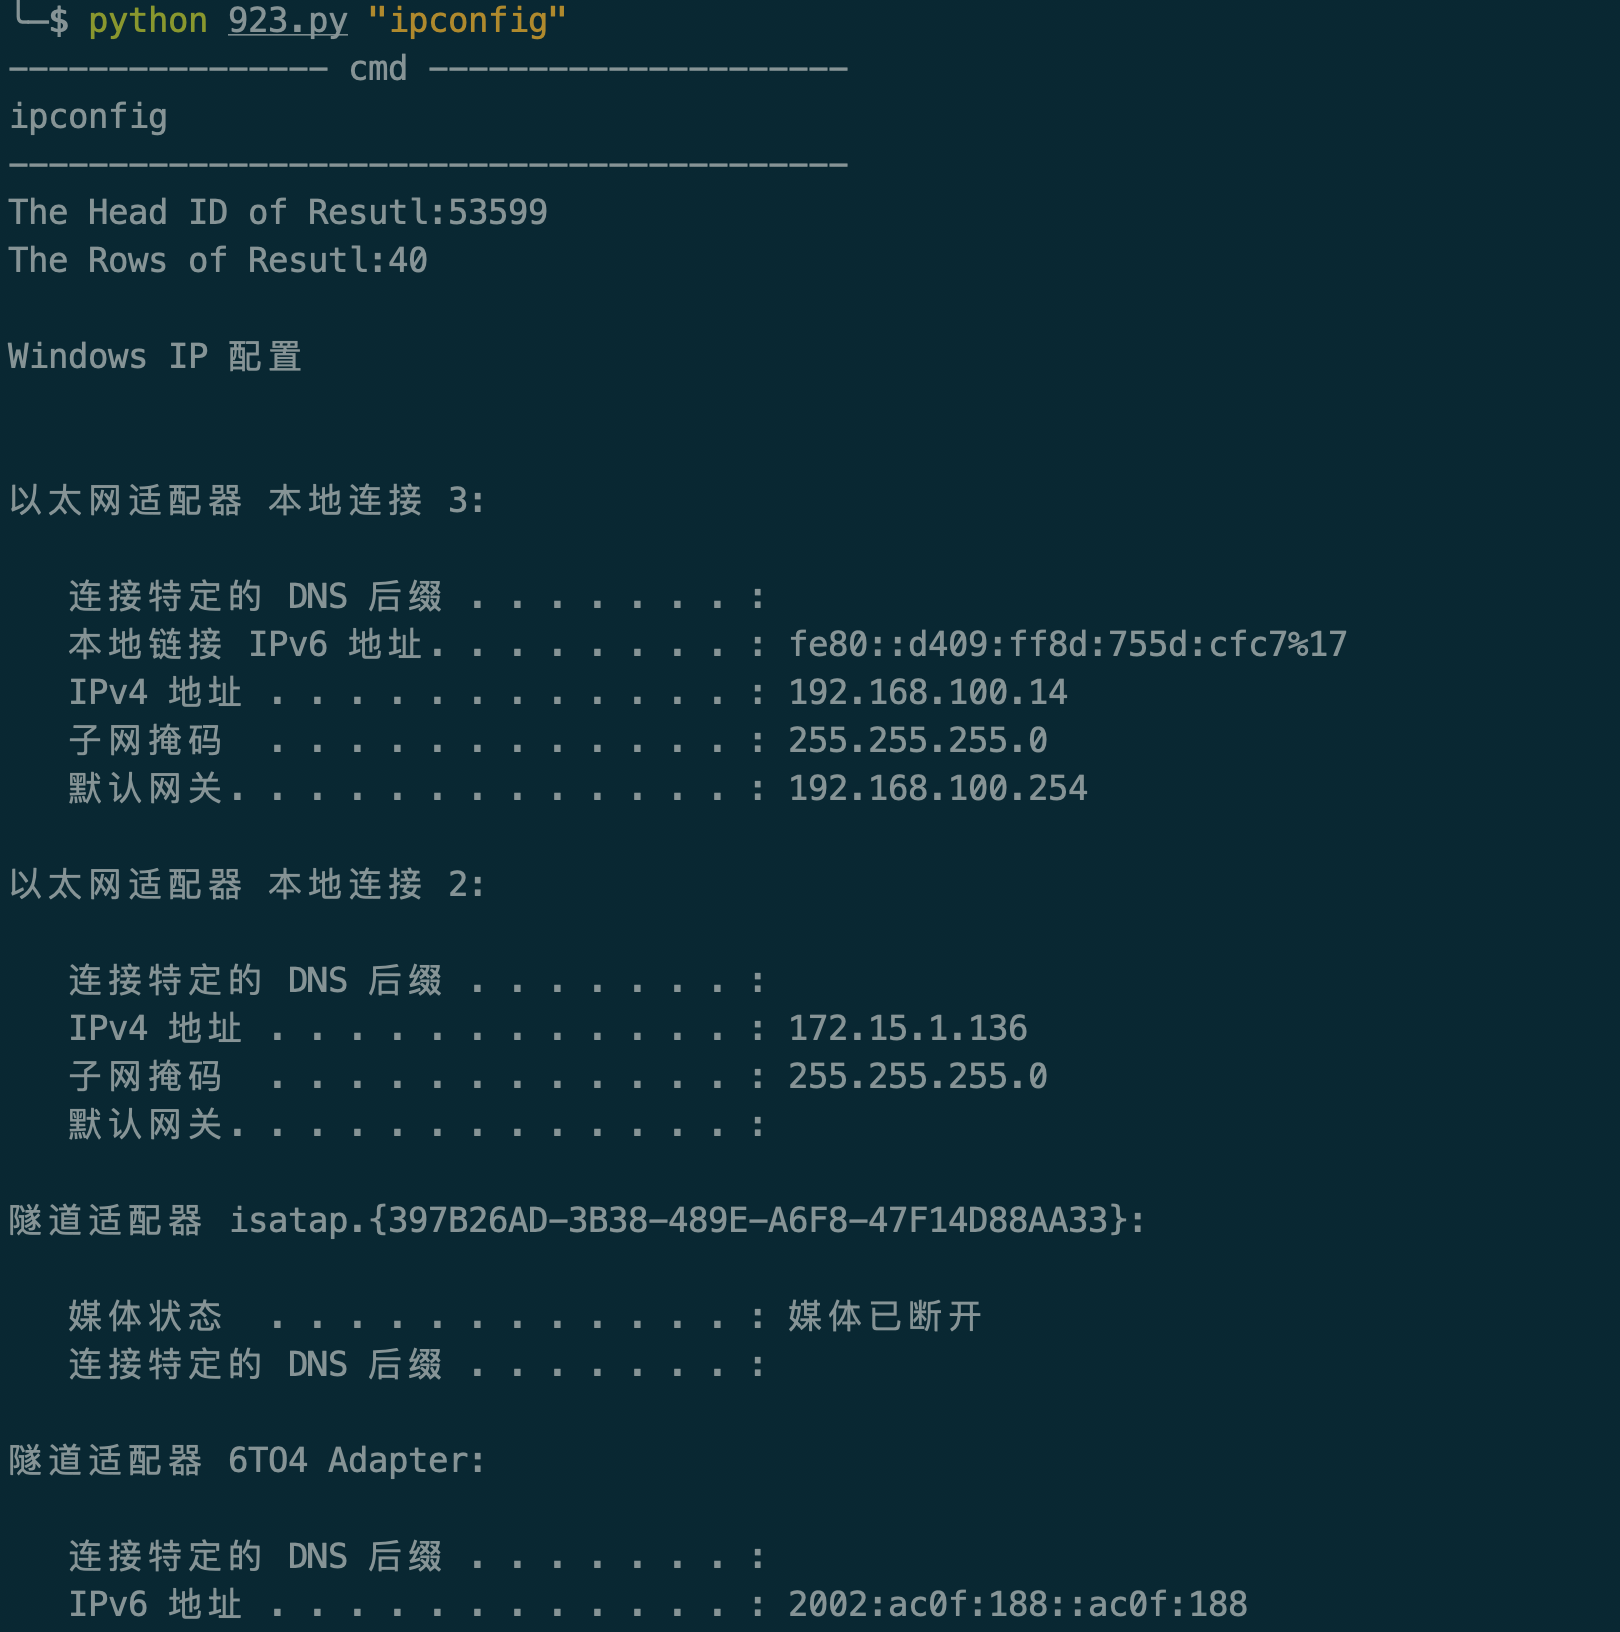 ╰─$ python 923.py "ipconfig"
---------------- cmd ---------------------
ipconfig
------------------------------------------
The Head ID of Resutl:53599
The Rows of Resutl:40
Windows IP 配置
以太网适配器 本地连接 3:
连接特定的 DNS 后缀 . . . . . . . :
本地链接 IPv6 地址. . . . . . . . : fe80::d409:ff8d:755d:cfc7%17
IPv4 地址 . . . . . . . . . . . . : 192.168.100.14
子网掩码  . . . . . . . . . . . . : 255.255.255.0
默认网关. . . . . . . . . . . . . : 192.168.100.254
以太网适配器 本地连接 2:
连接特定的 DNS 后缀 . . . . . . . :
IPv4 地址 . . . . . . . . . . . . : 172.15.1.136
子网掩码  . . . . . . . . . . . . : 255.255.255.0
默认网关. . . . . . . . . . . . . :
隧道适配器 isatap.{397B26AD-3B38-489E-A6F8-47F14D88AA33}:
媒体状态  . . . . . . . . . . . . : 媒体已断开
连接特定的 DNS 后缀 . . . . . . . :
隧道适配器 6TO4 Adapter:
连接特定的 DNS 后缀 . . . . . . . :
IPv6 地址 . . . . . . . . . . . . : 2002:ac0f:188::ac0f:188